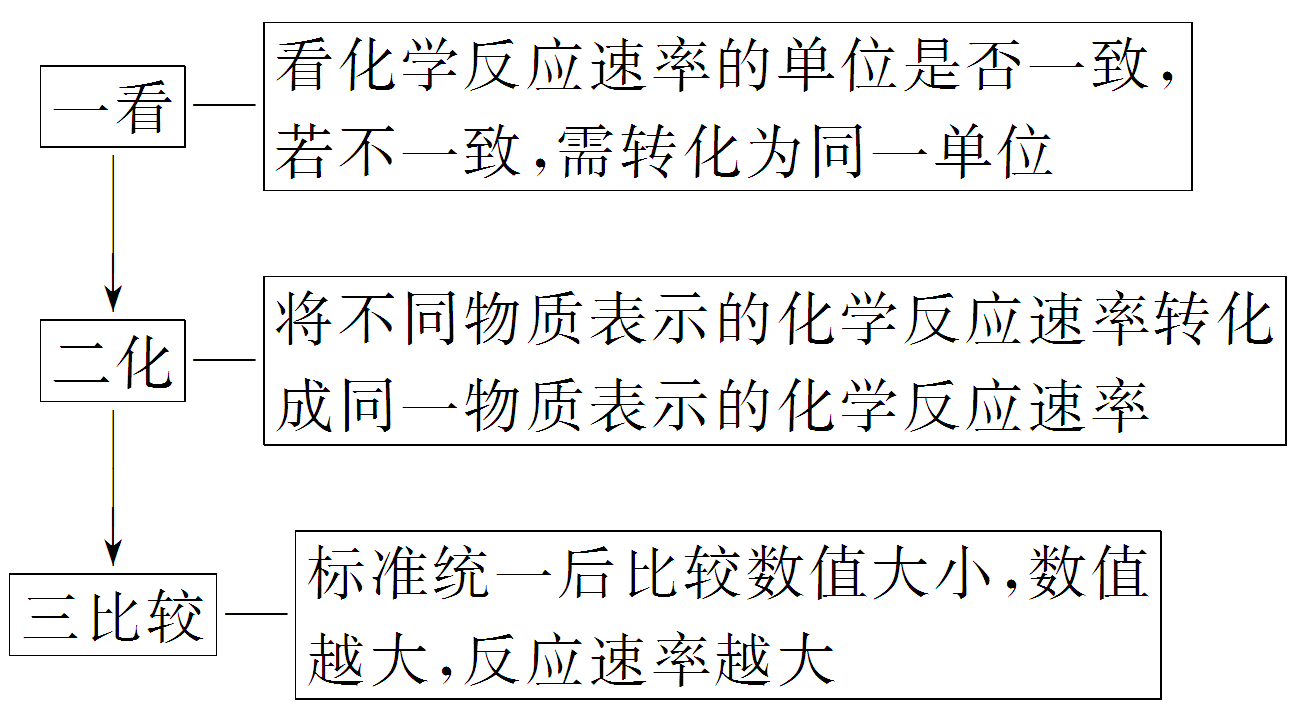 一看
看化学反应速率的单位是否一致，
若不一致，需转化为同一单位
二化
将不同物质表示的化学反应速率转化
成同一物质表示的化学反应速率
三比较
标准统一后比较数值大小，数值
越大，反应速率越大